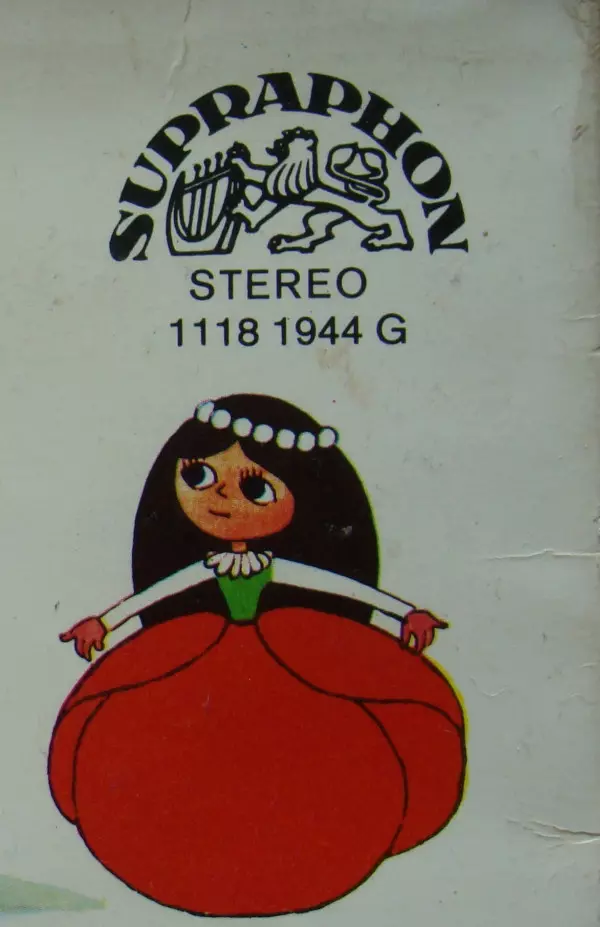 SUPRAPHON
STEREO
1118 1944 G